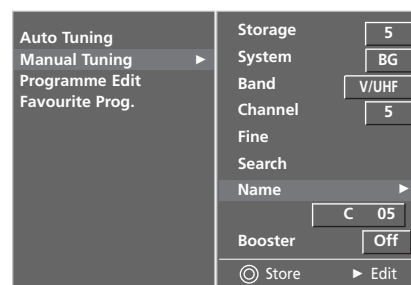 Auto Tuning
Manual Tuning ►
Programme Edit
Favourite Prog.
Storage 5
System BG
Band V/UHF
Channel 5
Fine
Search
Name ►
C 05
Booster Off
Store ► Edit